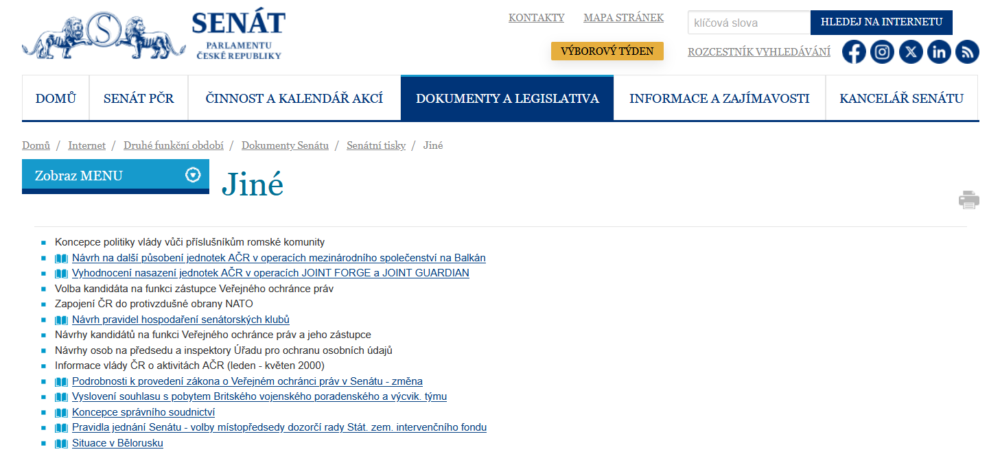 SENÁT
PARLAMENTU
ČESKÉ REPUBLIKY
KONTAKTY
MAPA STRÁNEK
klíčová slova
HLEDEJ NA INTERNETU
VÝBOROVÝ TÝDEN
ROZCESTNÍK VYHLEDÁVÁNÍ
DOMŮ
SENÁT PČR
ČINNOST A KALENDÁŘ AKCÍ
DOKUMENTY A LEGISLATIVA
INFORMACE A ZAJÍMAVOSTI
KANCELÁŘ SENÁTU
Domů / Internet / Druhé funkční období / Dokumenty Senátu / Senátní tisky / Jiné
Zobraz MENU
Jiné
Koncepce politiky vlády vůči příslušníkům romské komunity
Návrh na další působení jednotek AČR v operacích mezinárodního společenství na Balkán
Vyhodnocení nasazení jednotek AČR v operacích JOINT FORGE a JOINT GUARDIAN
Volba kandidáta na funkci zástupce Veřejného ochránce práv
Zapojení ČR do protivzdušné obrany NATO
Návrh pravidel hospodaření senátorských klubů
Návrhy kandidátů na funkci Veřejného ochránce práv a jeho zástupce
Návrhy osob na předsedu a inspektory Úřadu pro ochranu osobních údajů
Informace vlády ČR o aktivitách AČR (leden - květen 2000)
Podrobnosti k provedení zákona o Veřejném ochránci práv v Senátu - změna
Vyslovení souhlasu s pobytem Britského vojenského poradenského a výcvik. týmu
Koncepce správního soudnictví
Pravidla jednání Senátu - volby místopředsedy dozorčí rady Stát. zem. intervenčního fondu
Situace v Bělorusku